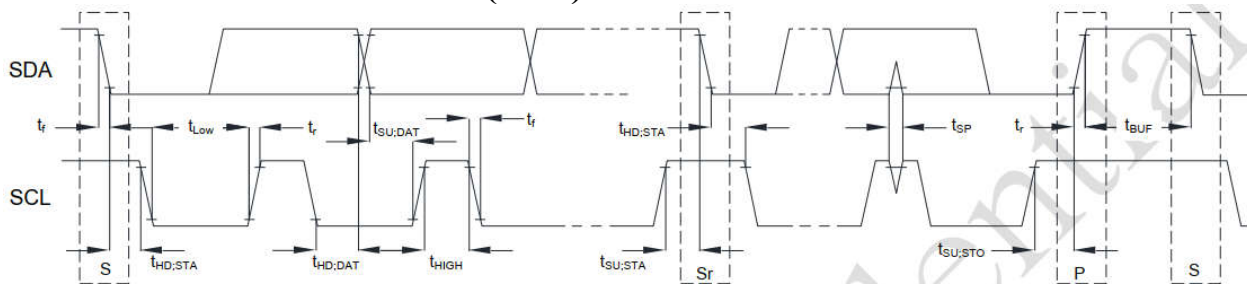 SDA
t_f t_Low t_r t_SU;DAT t_f t_HD;STA t_SP t_r t_BUF
SCL
t_HD;STA t_HD;DAT t_HIGH t_SU;STA t_SU;STO
S Sr P S